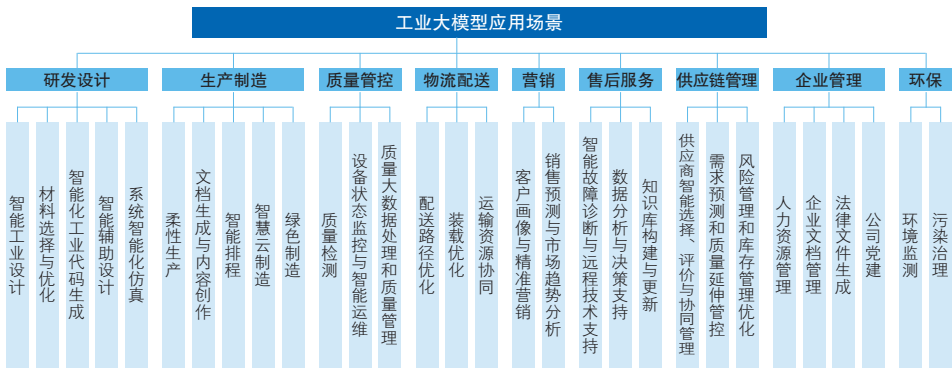 工业大模型应用场景
研发设计
智能工业设计
材料选择与优化
智能化工业代码生成
智能辅助设计
系统智能化仿真
生产制造
柔性生产
文档生成与内容创作
智能排程
智慧云制造
绿色制造
质量管控
质量检测
设备状态监控与智能运维
质量大数据处理和质量管理
物流配送
配送路径优化
装载优化
运输资源协同
营销
客户画像与精准营销
销售预测与市场趋势分析
售后服务
智能故障诊断与远程技术支持
数据分析与决策支持
知识库构建与更新
供应链管理
供应商智能选择、评价与协同管理
需求预测和质量延伸管控
风险管理和库存管理优化
企业管理
人力资源管理
企业文档管理
法律文件生成
公司党建
环保
环境监测
污染治理